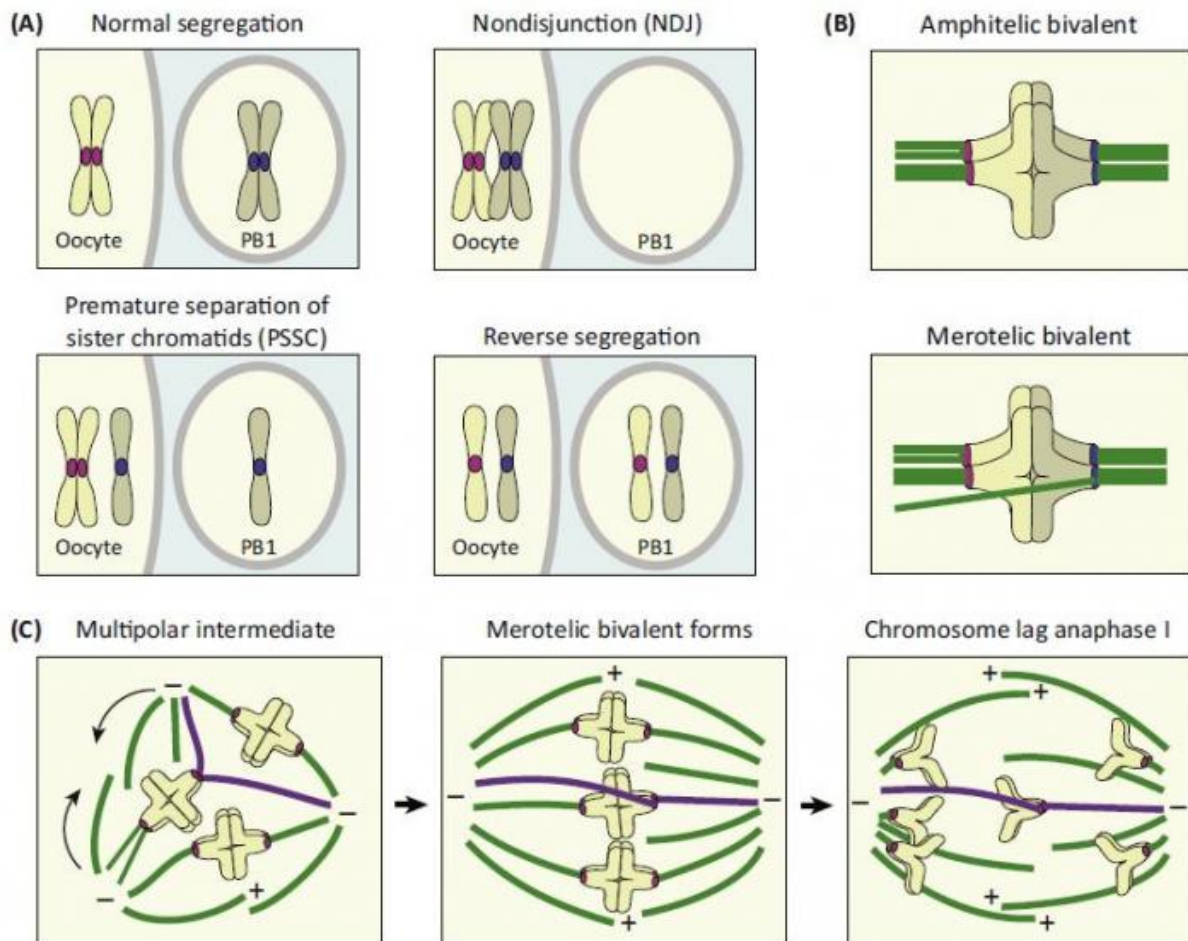 (A) Normal segregation
Oocyte
PB1
Nondisjunction (NDJ)
Oocyte
PB1
Premature separation of
sister chromatids (PSSC)
Oocyte
PB1
Reverse segregation
Oocyte
PB1
(B) Amphitelic bivalent
Merotelic bivalent
(C) Multipolar intermediate
−
−
−
+
Merotelic bivalent forms
+
−
−
+
Chromosome lag anaphase I
+
+
−
−
+
+